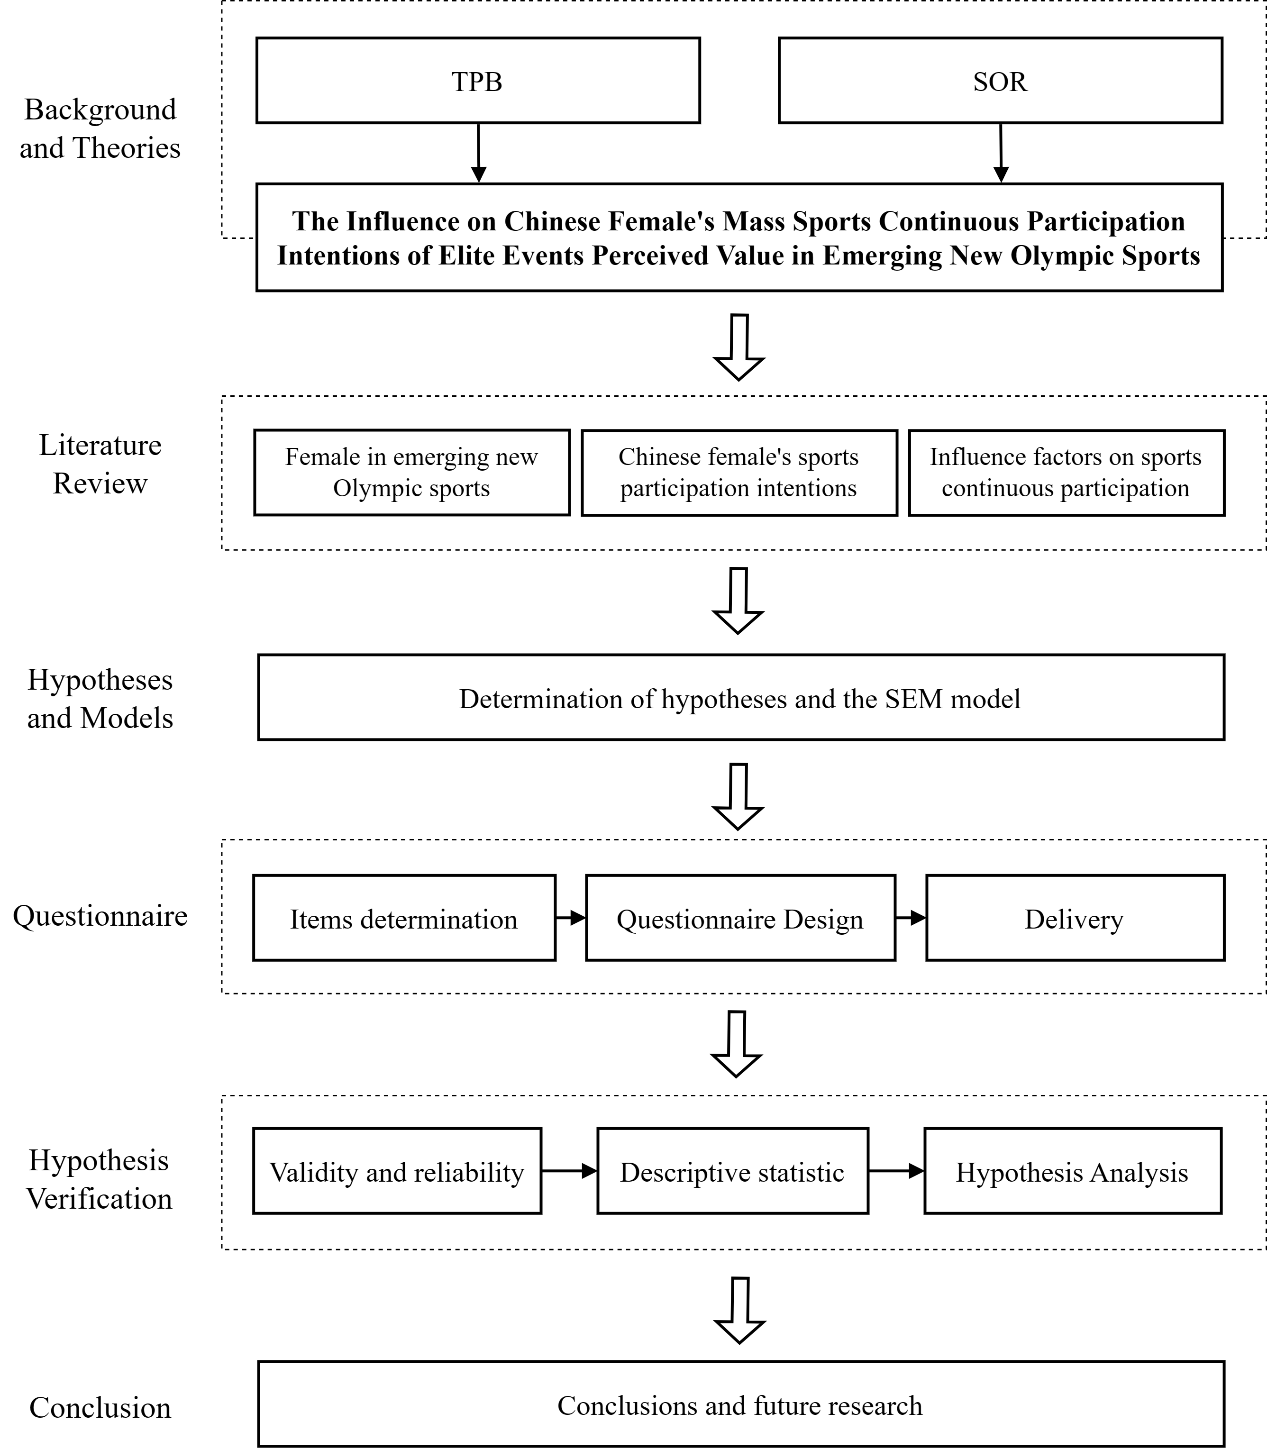 Background
and Theories
TPB
SOR
The Influence on Chinese Female's Mass Sports Continuous Participation
Intentions of Elite Events Perceived Value in Emerging New Olympic Sports
Literature
Review
Female in emerging new
Olympic sports
Chinese female's sports
participation intentions
Influence factors on sports
continuous participation
Hypotheses
and Models
Determination of hypotheses and the SEM model
Questionnaire
Items determination
Questionnaire Design
Delivery
Hypothesis
Verification
Validity and reliability
Descriptive statistic
Hypothesis Analysis
Conclusion
Conclusions and future research